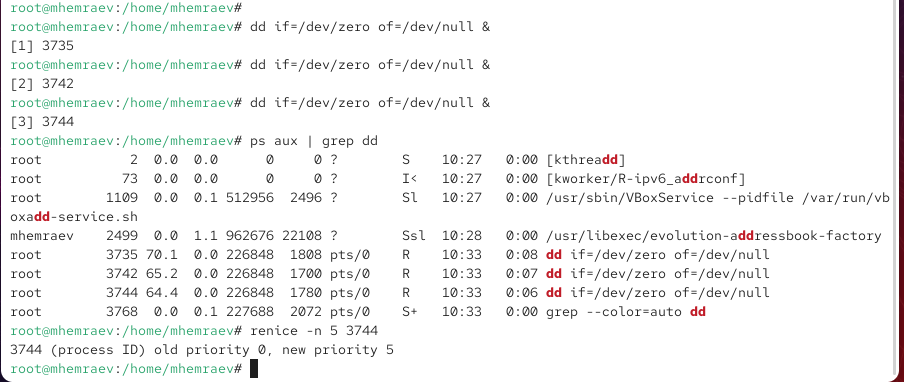 root@mhemraev:/home/mhemraev#
root@mhemraev:/home/mhemraev# dd if=/dev/zero of=/dev/null &
[1] 3735
root@mhemraev:/home/mhemraev# dd if=/dev/zero of=/dev/null &
[2] 3742
root@mhemraev:/home/mhemraev# dd if=/dev/zero of=/dev/null &
[3] 3744
root@mhemraev:/home/mhemraev# ps aux | grep dd
root           2  0.0  0.0      0     0 ?        S    10:27   0:00 [kthreadd]
root          73  0.0  0.0      0     0 ?        I<   10:27   0:00 [kworker/R-ipv6_addrconf]
root        1109  0.0  0.1 512956  2496 ?        Sl   10:27   0:00 /usr/sbin/VBoxService --pidfile /var/run/vb
oxadd-service.sh
mhemraev    2499  0.0  1.1 962676 22108 ?        Ssl  10:28   0:00 /usr/libexec/evolution-addressbook-factory
root        3735 70.1  0.0 226848  1808 pts/0    R    10:33   0:08 dd if=/dev/zero of=/dev/null
root        3742 65.2  0.0 226848  1700 pts/0    R    10:33   0:07 dd if=/dev/zero of=/dev/null
root        3744 64.4  0.0 226848  1780 pts/0    R    10:33   0:06 dd if=/dev/zero of=/dev/null
root        3768  0.0  0.1 227688  2072 pts/0    S+   10:33   0:00 grep --color=auto dd
root@mhemraev:/home/mhemraev# renice -n 5 3744
3744 (process ID) old priority 0, new priority 5
root@mhemraev:/home/mhemraev#